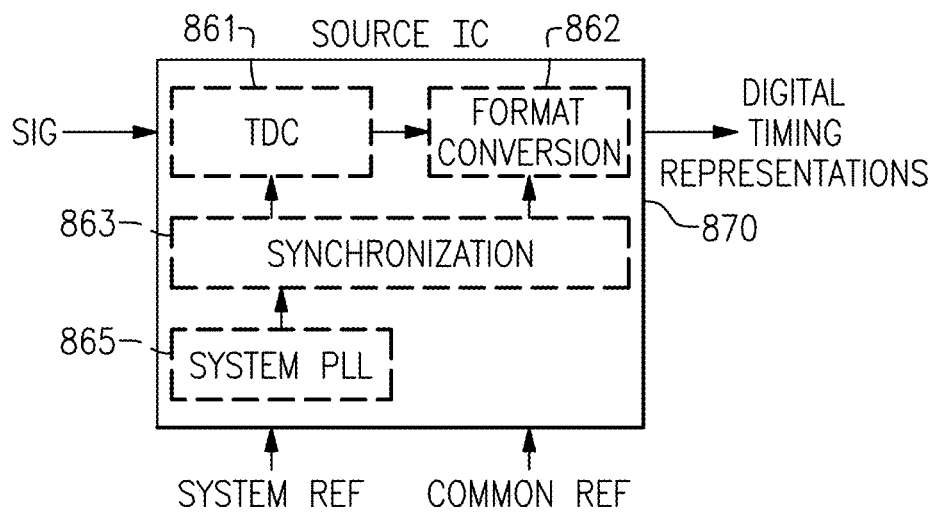 861
SOURCE IC
862
SIG
TDC
FORMAT
CONVERSION
DIGITAL
TIMING
REPRESENTATIONS
863
870
SYNCHRONIZATION
865
SYSTEM PLL
SYSTEM REF
COMMON REF